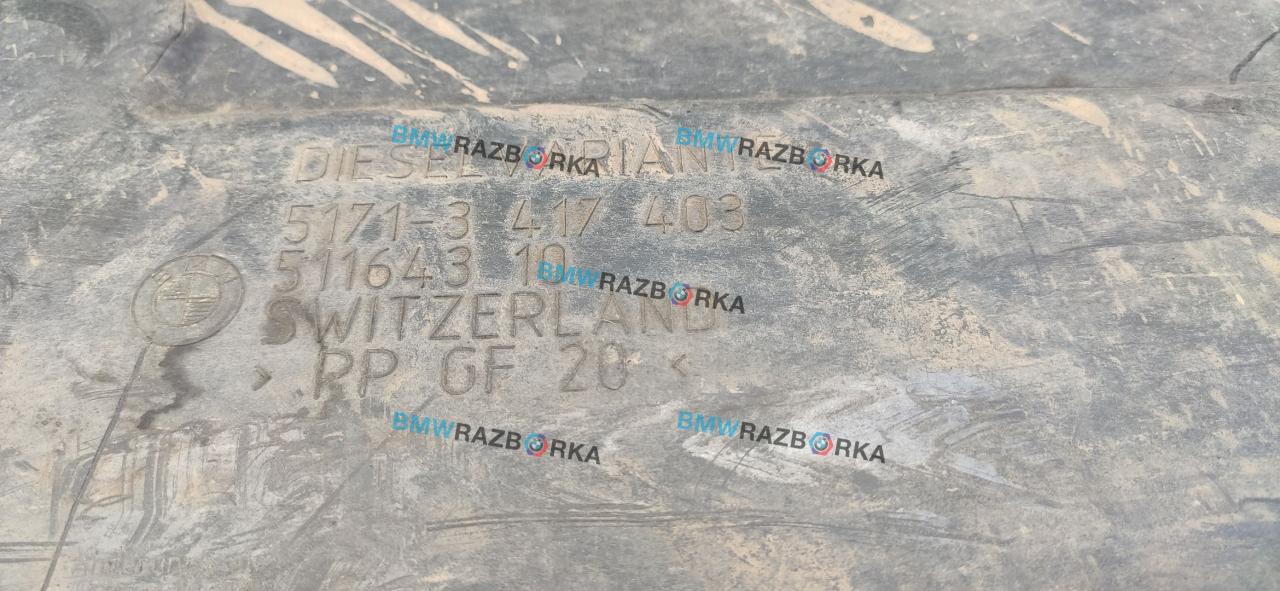 DIESELVARIANTE
5171-3 417 403
511643 10
SWITZERLAND
> PP GF 20 <
BMWRAZBORKA
BMWRAZBORKA
BMWRAZBORKA
BMWRAZBORKA
BMWRAZBORKA